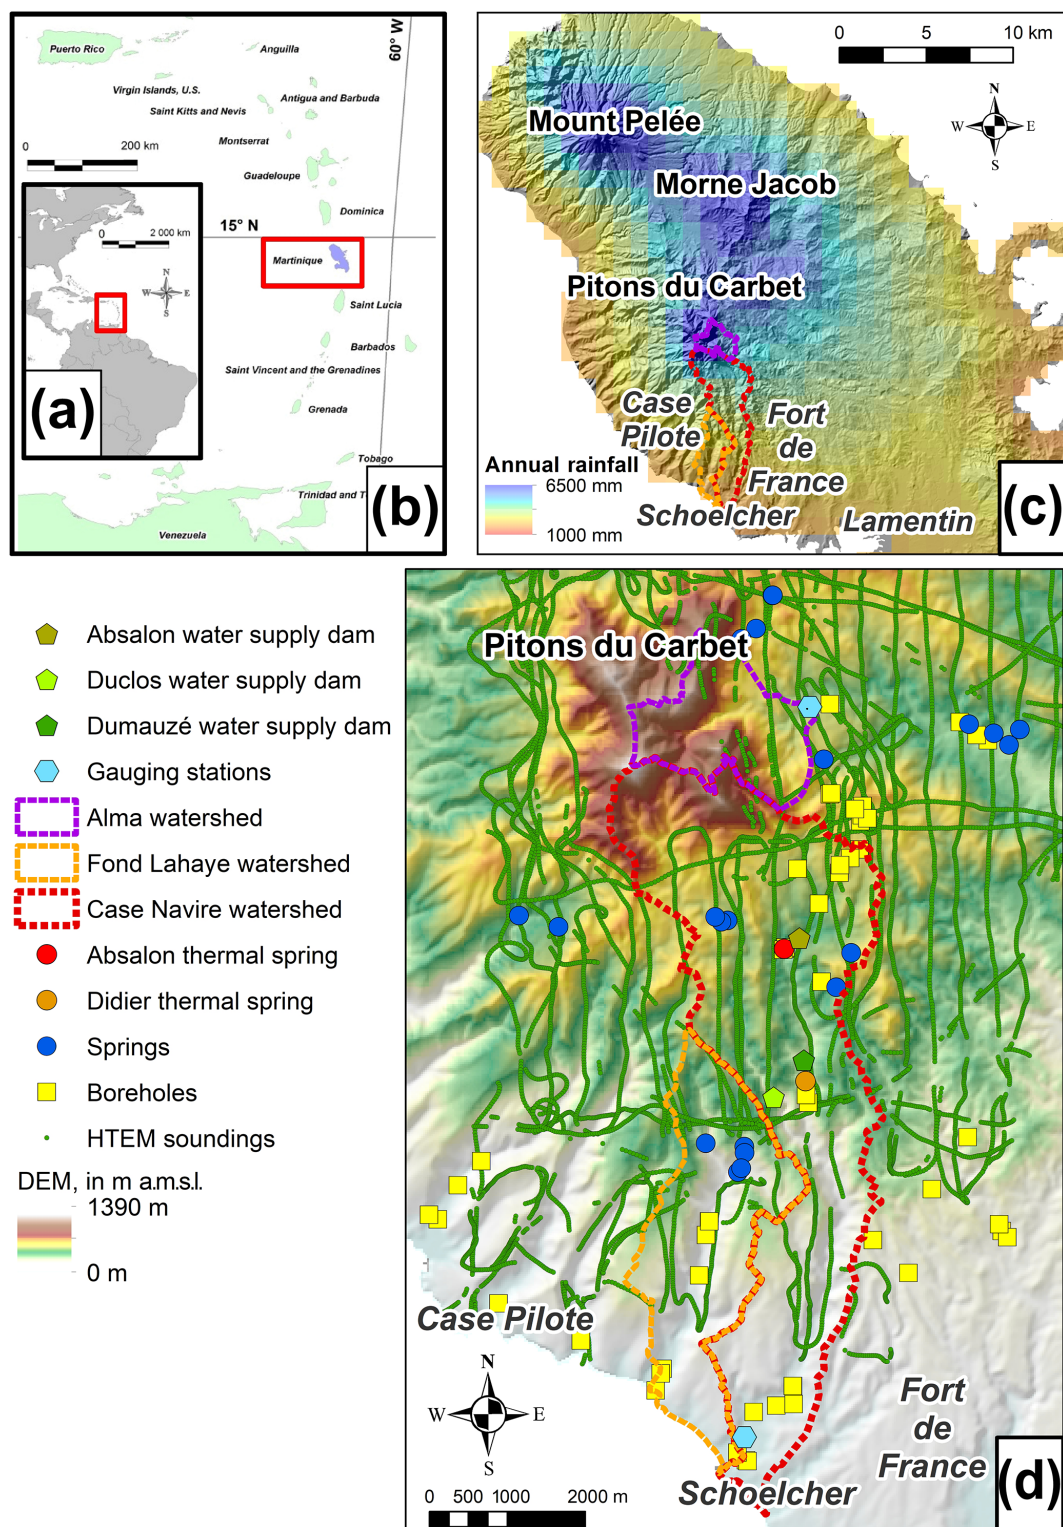 Puerto Rico
Anguilla
60° W
Virgin Islands, U.S.
Antigua and Barbuda
Saint Kitts and Nevis
Montserrat
0 200 km
Guadeloupe
Dominica
15° N
Martinique
Saint Lucia
Barbados
Saint Vincent and the Grenadines
Grenada
Tobago
Trinidad and T
Venezuela
(b)
0 2 000 km
N
W E
S
(a)
0 5 10 km
N
W E
S
Mount Pelée
Morne Jacob
Pitons du Carbet
Case
Pilote
Fort
de
France
Schoelcher
Lamentin
Annual rainfall
6500 mm
1000 mm
(c)
Absalon water supply dam
Duclos water supply dam
Dumauzé water supply dam
Gauging stations
Alma watershed
Fond Lahaye watershed
Case Navire watershed
Absalon thermal spring
Didier thermal spring
Springs
Boreholes
HTEM soundings
DEM, in m a.m.s.l.
1390 m
0 m
Pitons du Carbet
Case Pilote
N
W E
S
Fort
de
France
Schoelcher
0 500 1000 2000 m
(d)